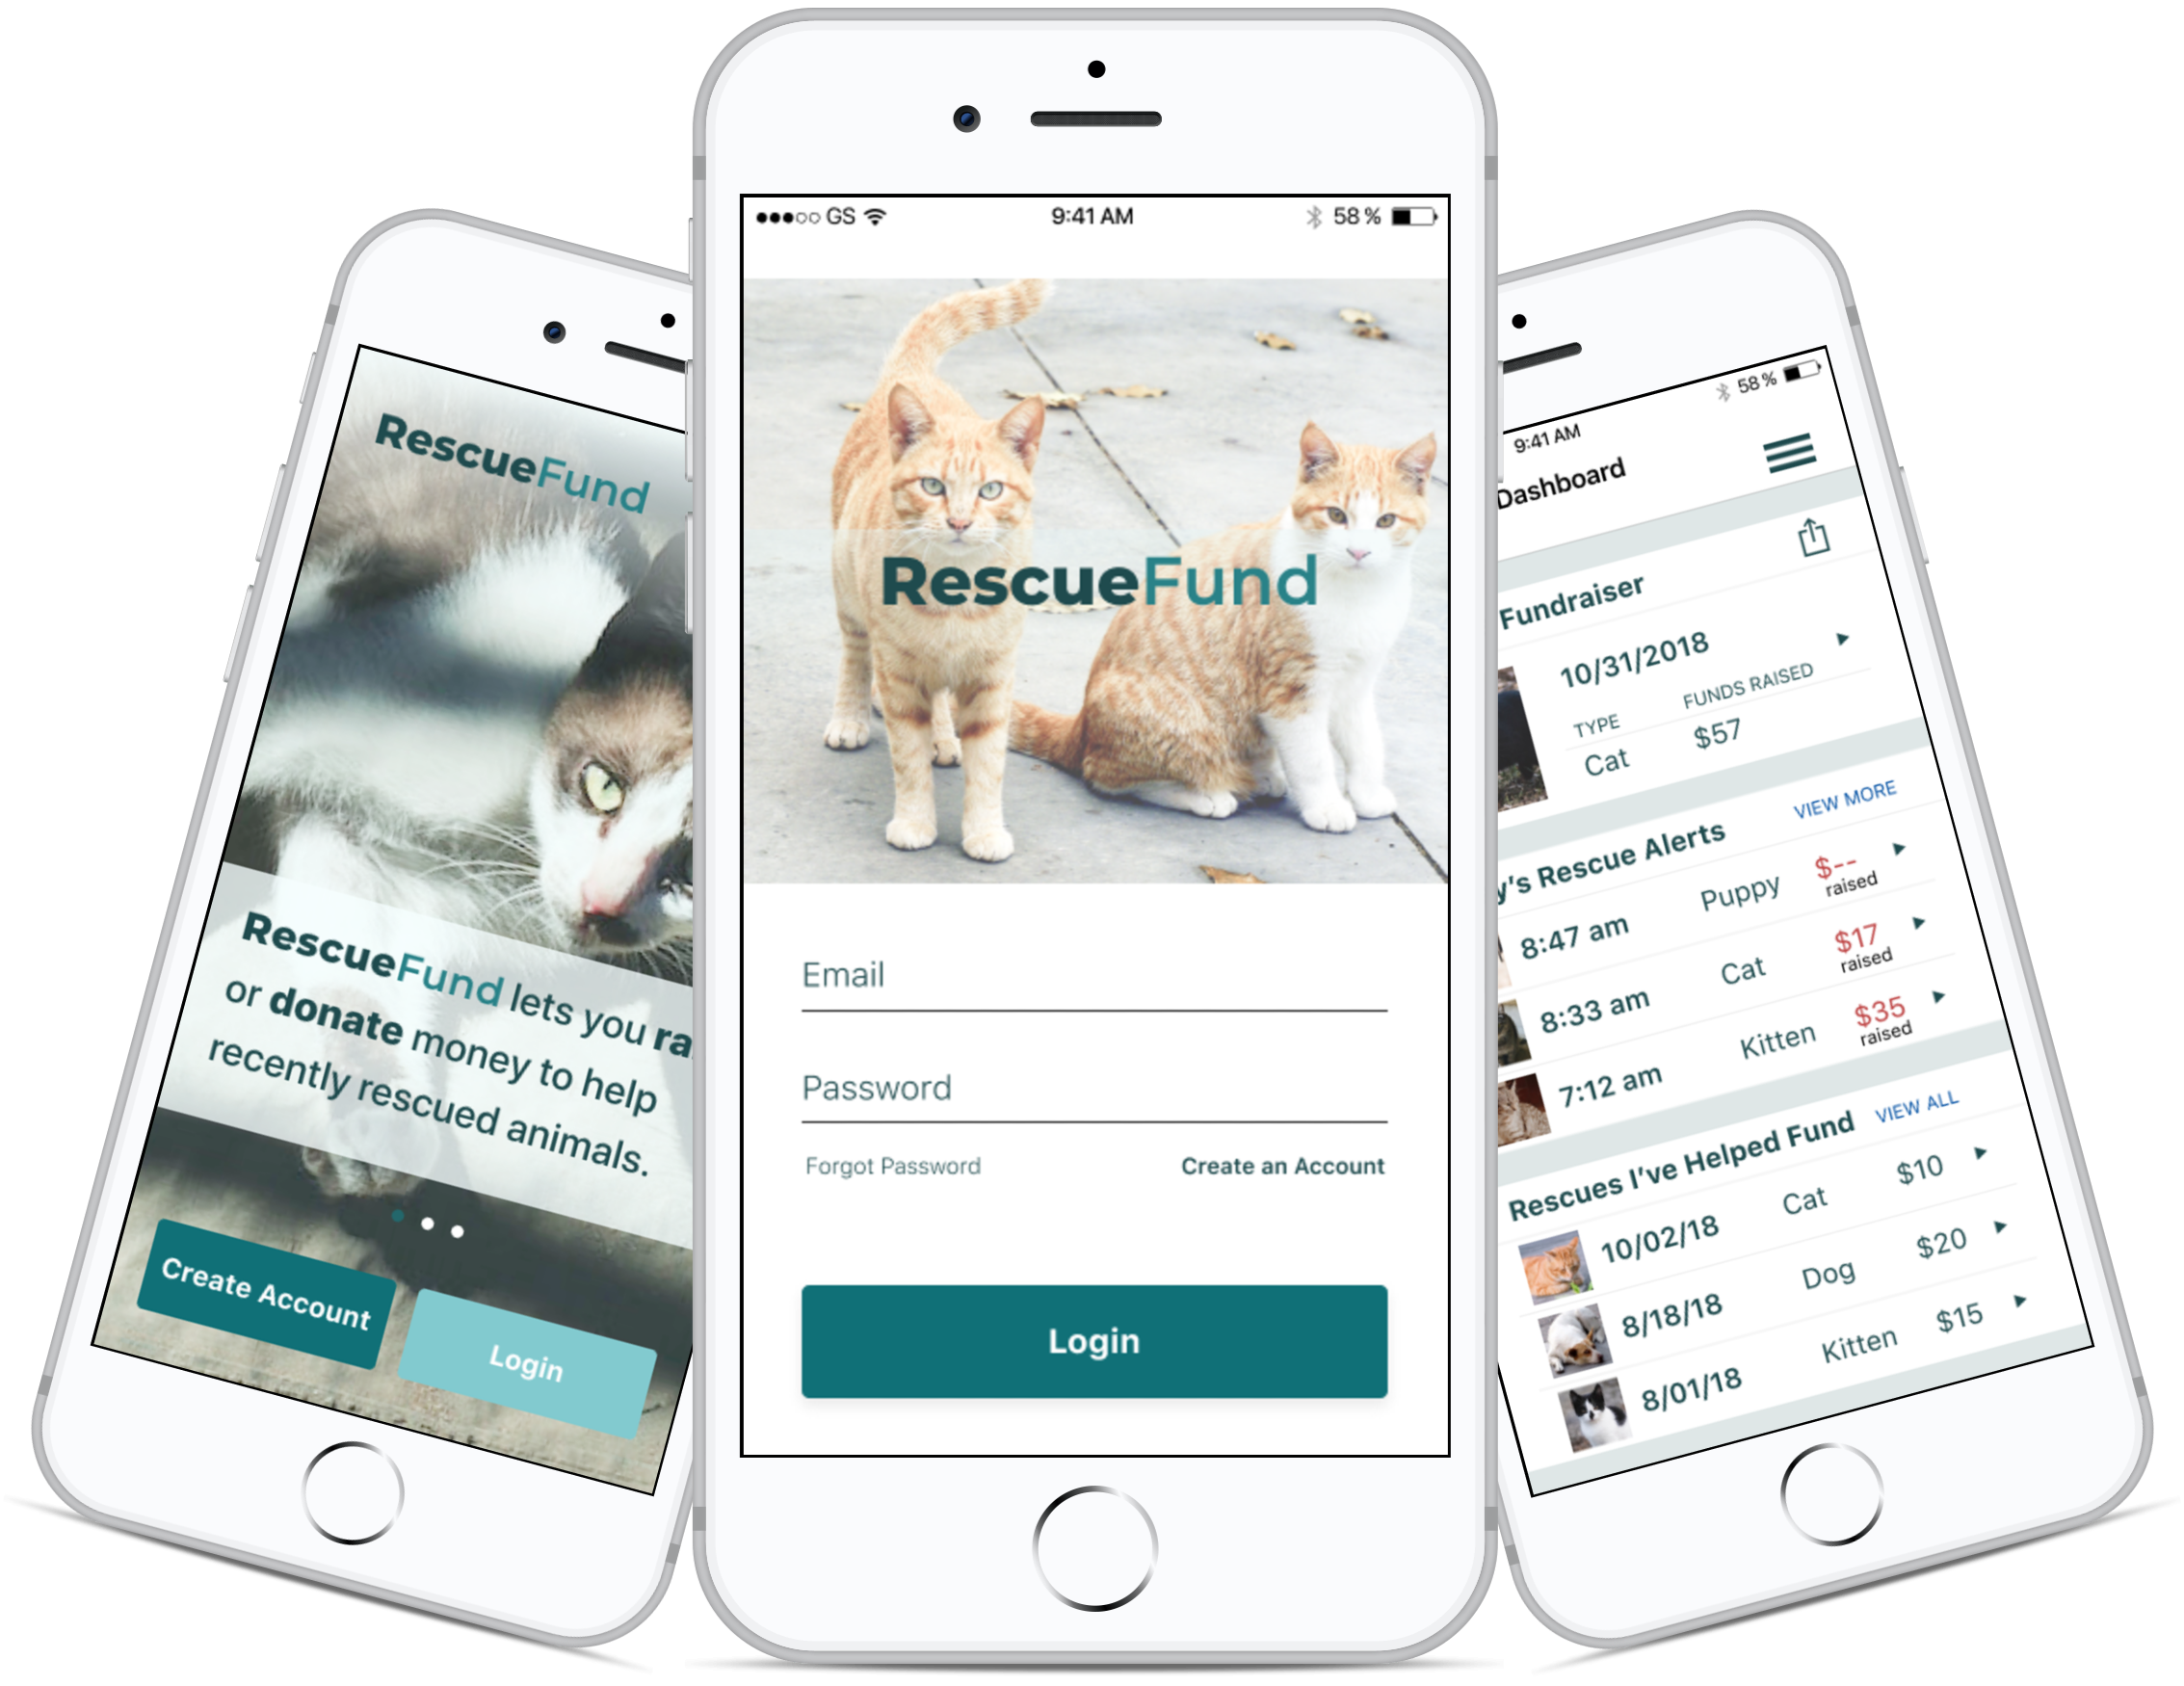 RescueFund
RescueFund lets you
or donate money to help
recently rescued animals.
Create Account
Login
GS
9:41 AM
58 %
RescueFund
Email
Password
Forgot Password
Create an Account
Login
58 %
9:41 AM
Dashboard
Fundraiser
10/31/2018
TYPE
FUNDS RAISED
Cat
$57
Rescue Alerts
VIEW MORE
8:47 am
Puppy
$--
raised
8:33 am
Cat
$17
raised
7:12 am
Kitten
$35
raised
Rescues I've Helped Fund
VIEW ALL
10/02/18
Cat
$10
8/18/18
Dog
$20
8/01/18
Kitten
$15